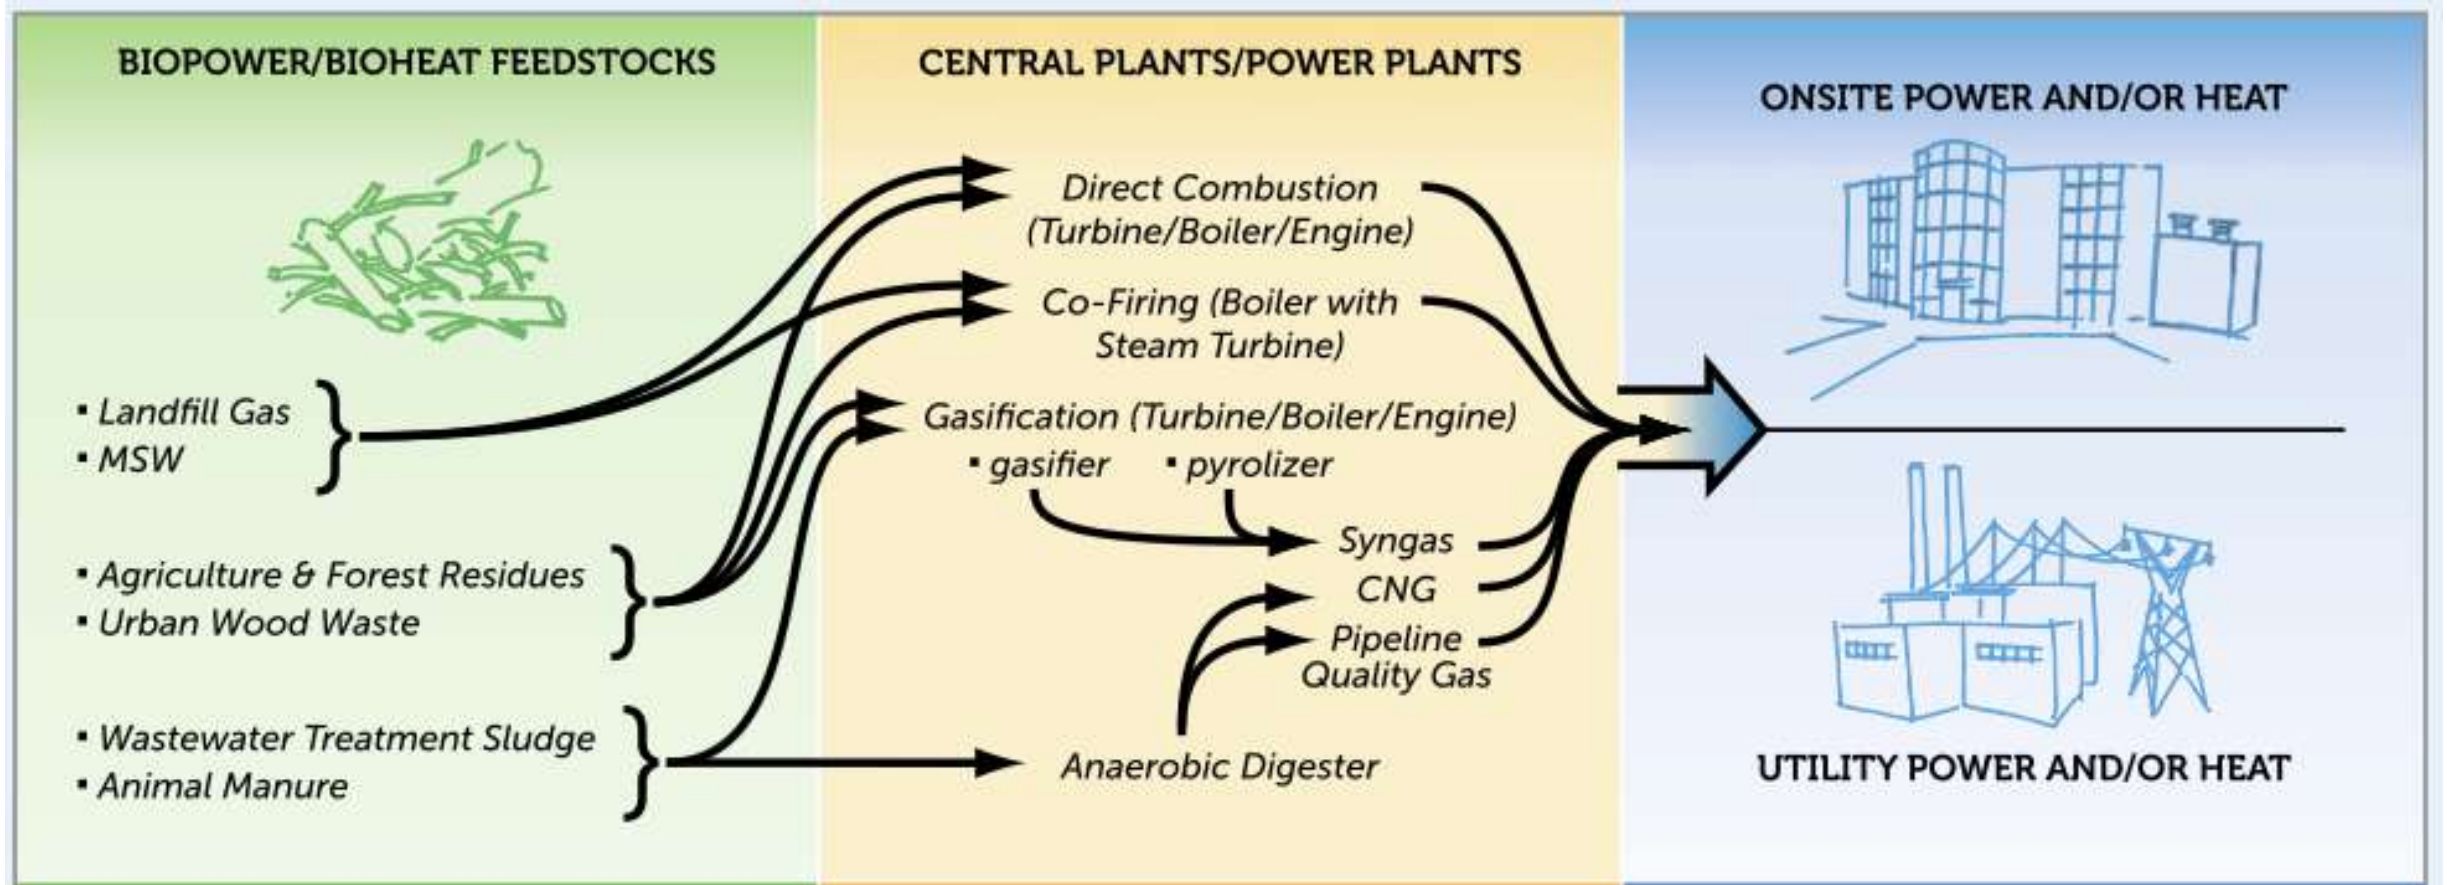 BIOPOWER/BIOHEAT FEEDSTOCKS
▪ Landfill Gas
▪ MSW
▪ Agriculture & Forest Residues
▪ Urban Wood Waste
▪ Wastewater Treatment Sludge
▪ Animal Manure
CENTRAL PLANTS/POWER PLANTS
Direct Combustion
(Turbine/Boiler/Engine)
Co-Firing (Boiler with
Steam Turbine)
Gasification (Turbine/Boiler/Engine)
▪ gasifier ▪ pyrolizer
Syngas
CNG
Pipeline
Quality Gas
Anaerobic Digester
ONSITE POWER AND/OR HEAT
UTILITY POWER AND/OR HEAT